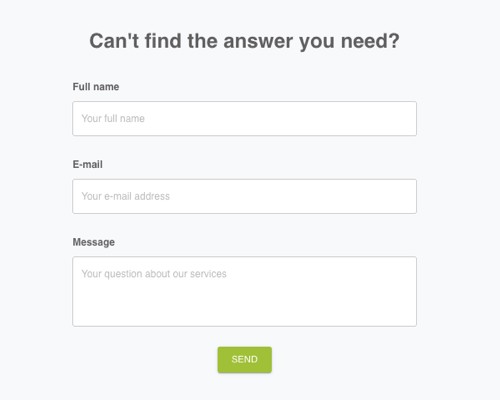 Can't find the answer you need?
Full name
Your full name
E-mail
Your e-mail address
Message
Your question about our services
SEND